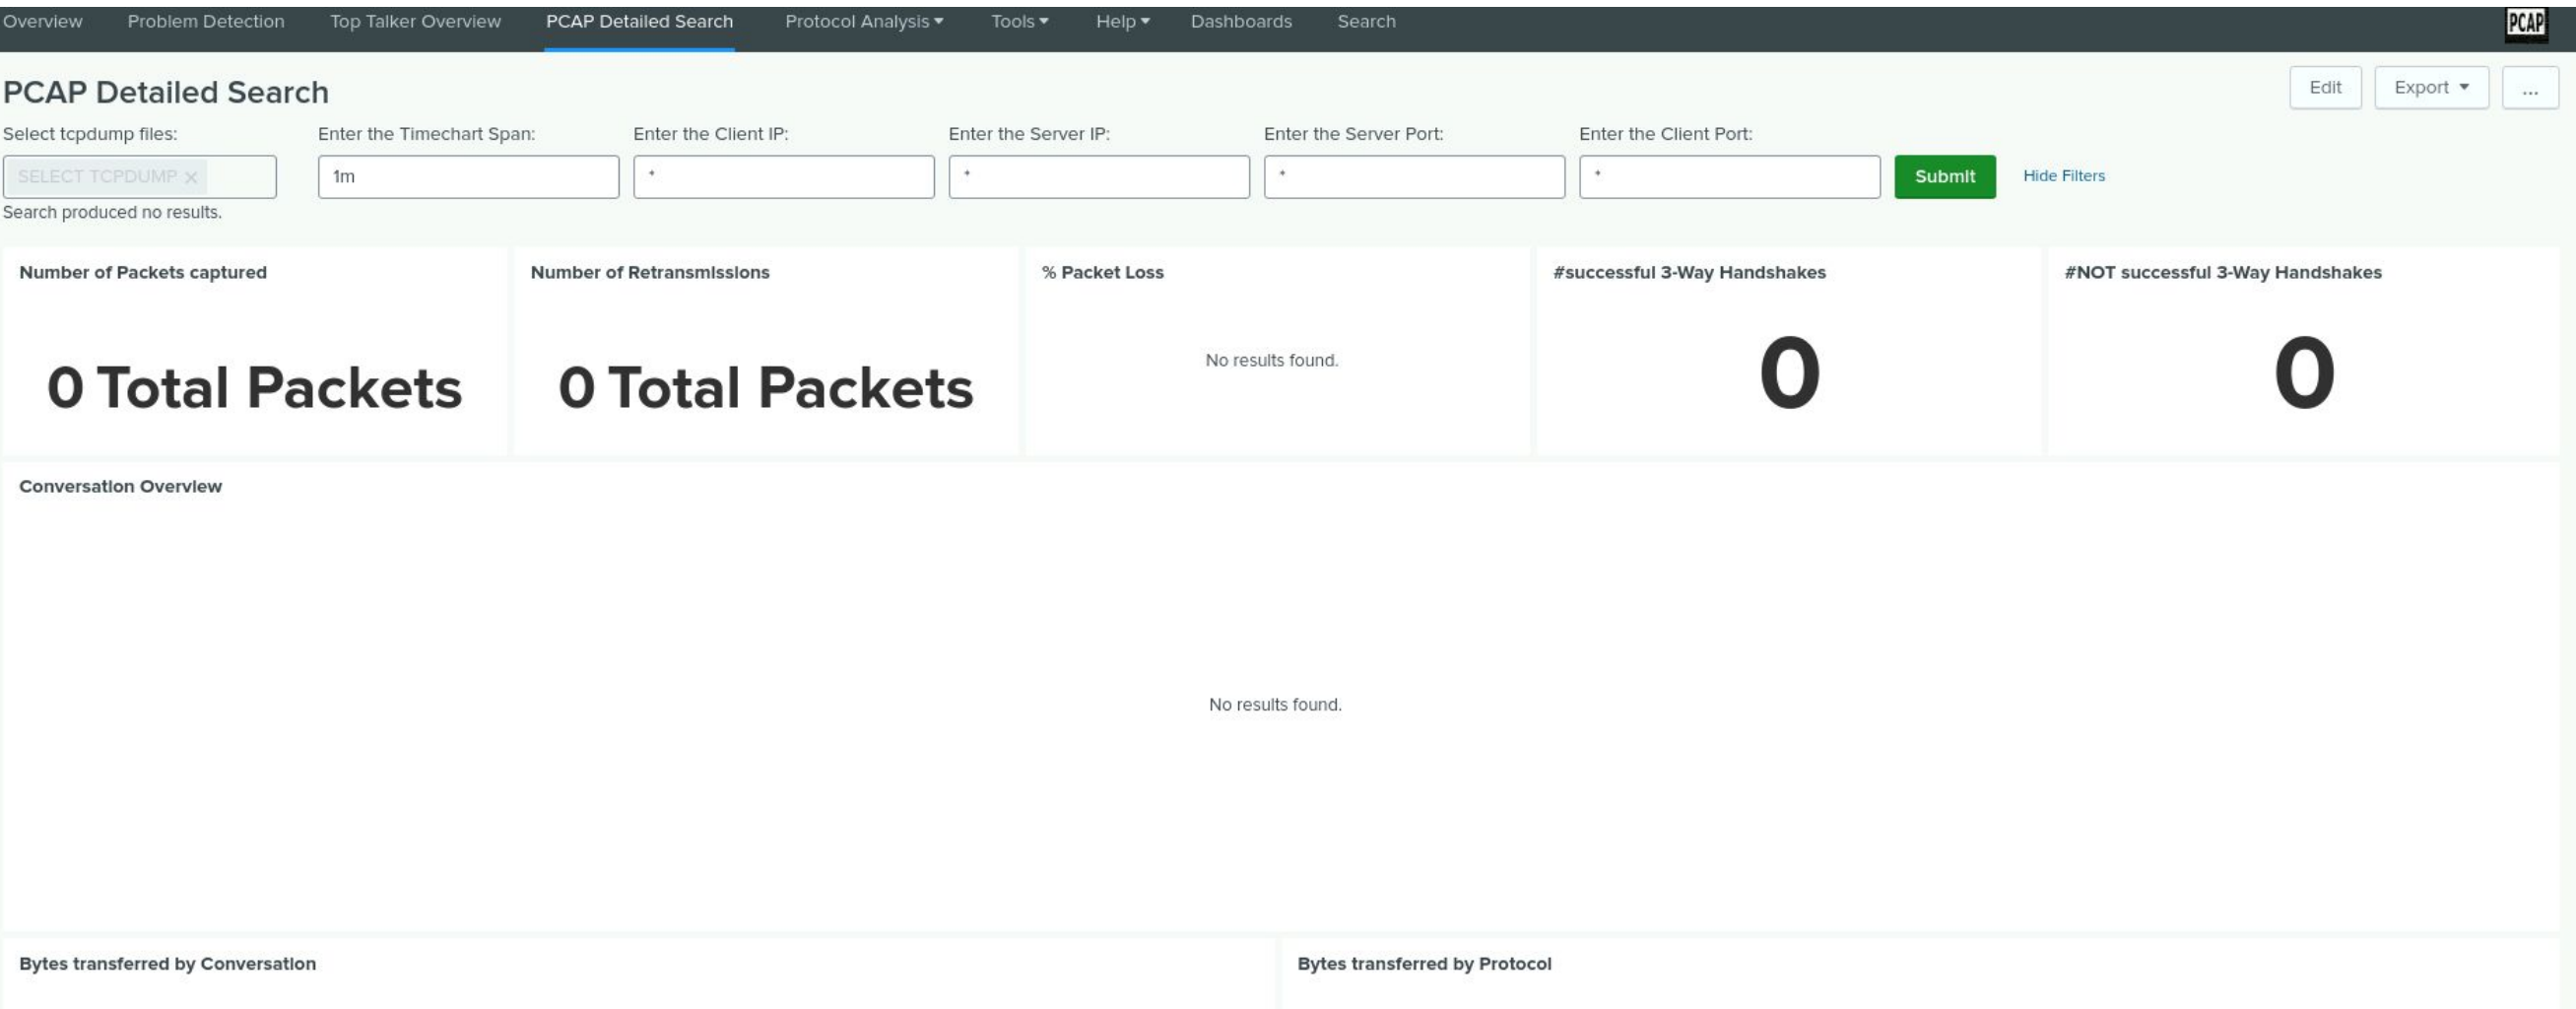 Overview Problem Detection Top Talker Overview PCAP Detailed Search Protocol Analysis Tools Help Dashboards Search PCAP
PCAP Detailed Search Edit Export ...
Select tcpdump files: Enter the Timechart Span: Enter the Client IP: Enter the Server IP: Enter the Server Port: Enter the Client Port:
SELECT TCPDUMP × 1m * * * * Submit Hide Filters
Search produced no results.
Number of Packets captured Number of Retransmissions % Packet Loss #successful 3-Way Handshakes #NOT successful 3-Way Handshakes
0 Total Packets 0 Total Packets No results found. 0 0
Conversation Overview
No results found.
Bytes transferred by Conversation Bytes transferred by Protocol